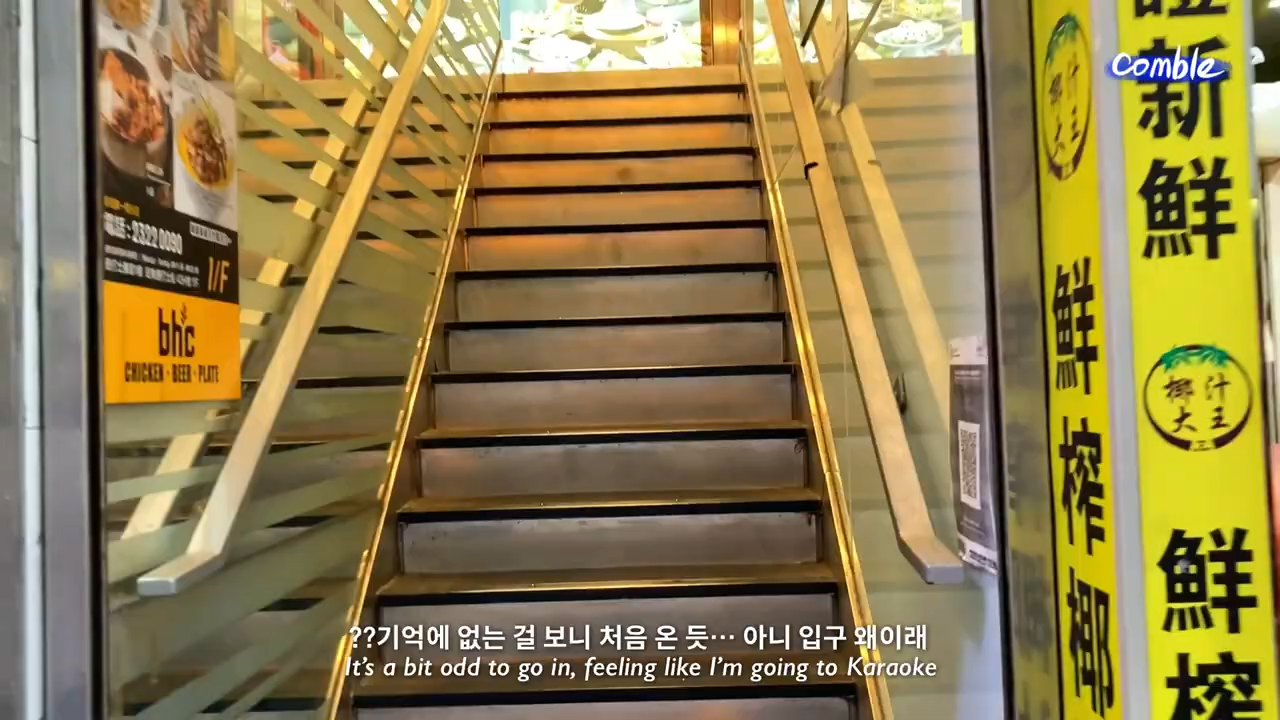 電話:2322 0090
1/F
bhc
CHICKEN · BEER · PLATE
comble
新鮮
椰汁
大王
鮮榨
椰汁
大王
鮮榨椰
??기억에 없는 걸 보니 처음 온 듯… 아니 입구 왜이래
It's a bit odd to go in, feeling like I'm going to Karaoke